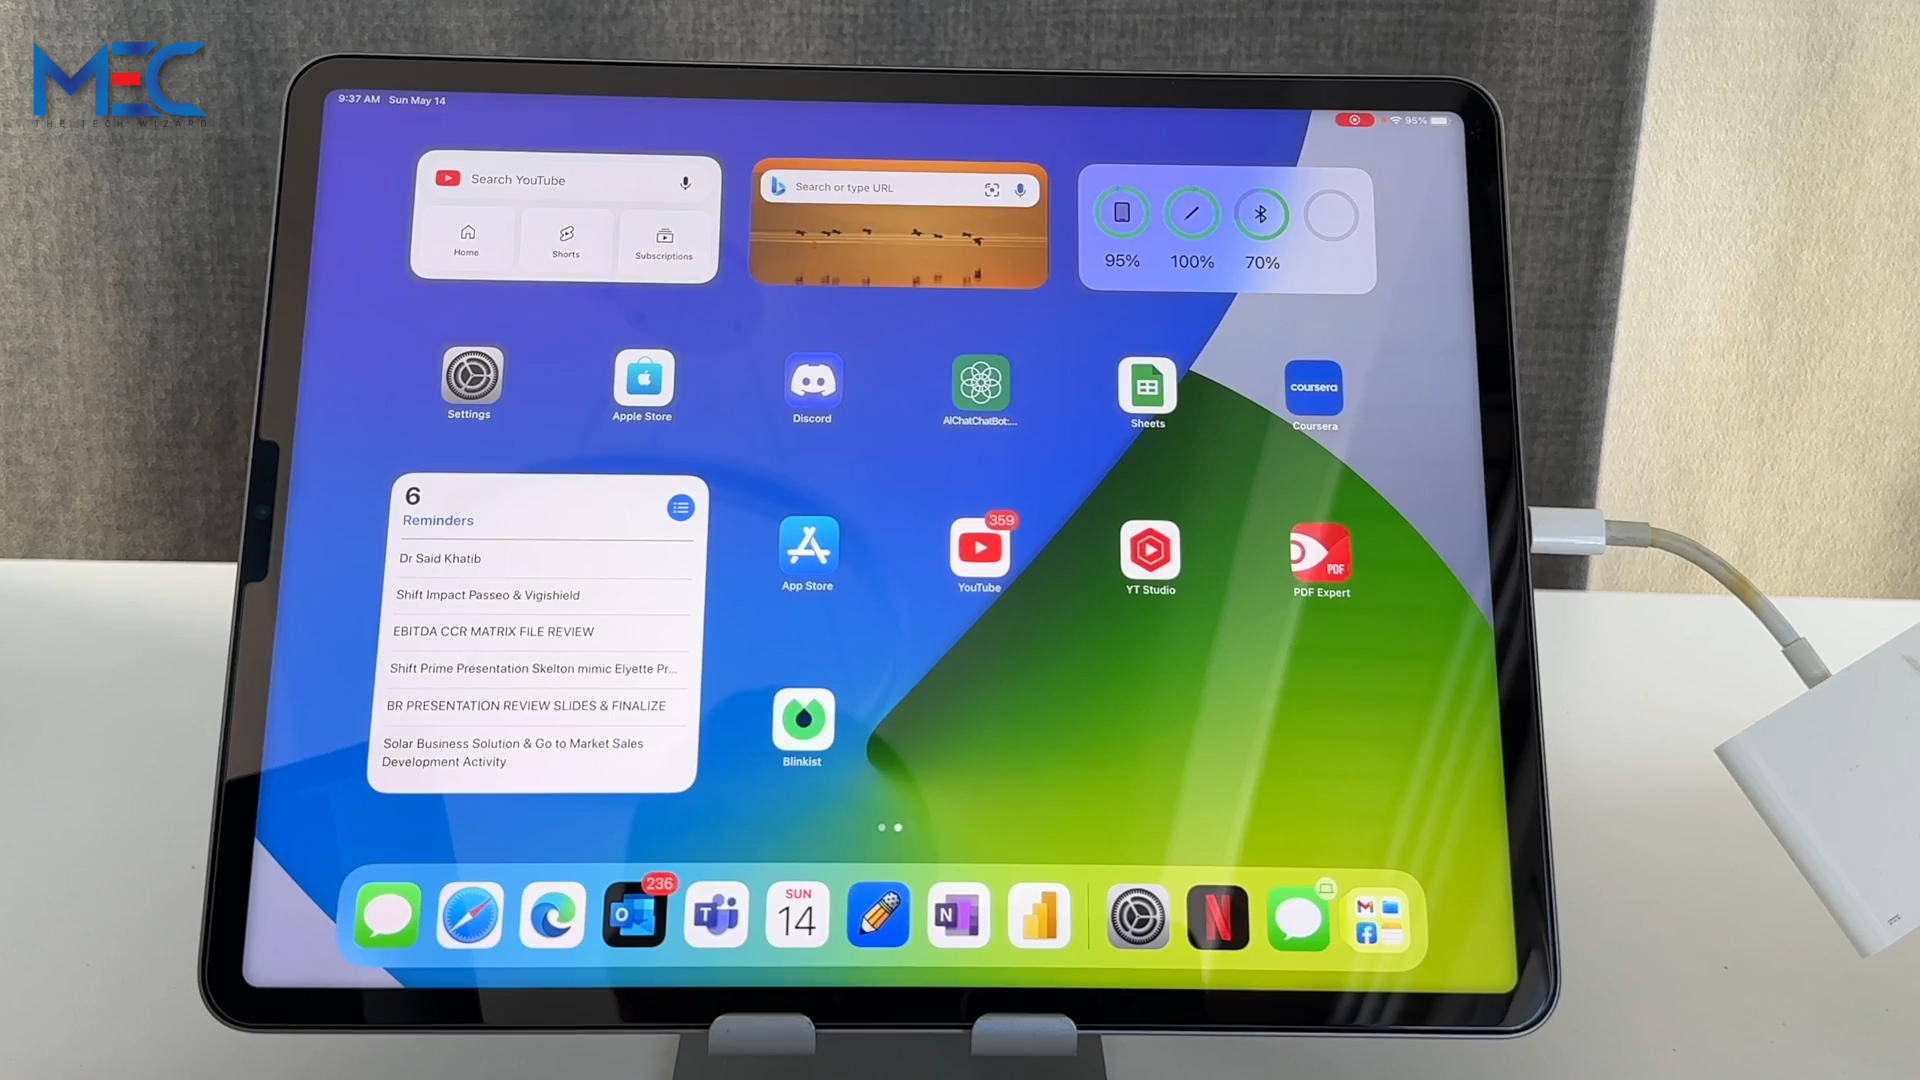 MEC
THE TECH WIZARD
9:37 AM Sun May 14
95%
Search YouTube
Home
Shorts
Subscriptions
Search or type URL
95%
100%
70%
Settings
Apple Store
Discord
AIChatChatBot:...
Sheets
coursera
Coursera
6
Reminders
Dr Said Khatib
Shift Impact Passeo & Vigishield
EBITDA CCR MATRIX FILE REVIEW
Shift Prime Presentation Skelton mimic Elyette Pr...
BR PRESENTATION REVIEW SLIDES & FINALIZE
Solar Business Solution & Go to Market Sales
Development Activity
App Store
359
YouTube
YT Studio
PDF
PDF Expert
Blinkist
236
SUN
14